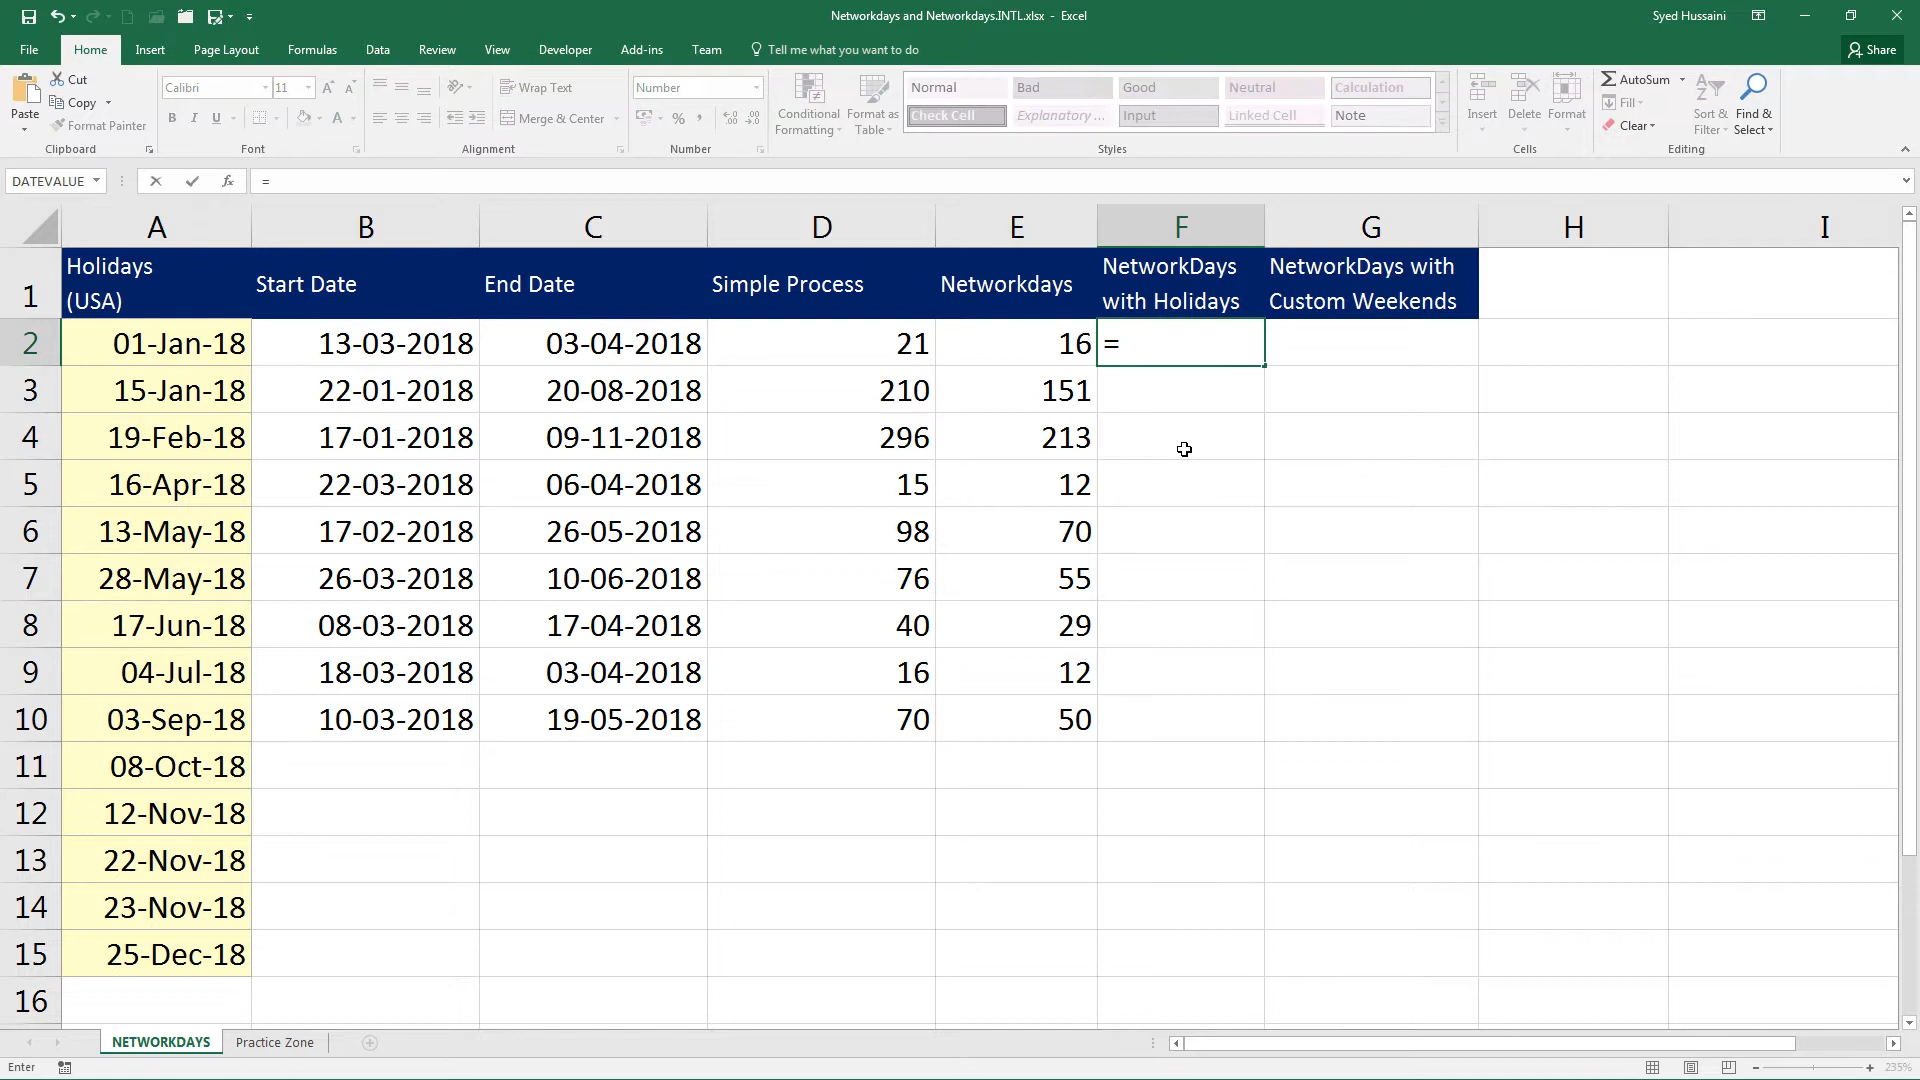 Networkdays and Networkdays.INTL.xlsx - Excel
Syed Hussaini
File Home Insert Page Layout Formulas Data Review View Developer Add-ins Team Tell me what you want to do
Share
Paste
Cut
Copy
Format Painter
Clipboard
Calibri 11
B I U
Font
Wrap Text
Merge & Center
Alignment
Number
%
Number
Conditional Formatting
Format as Table
Normal Bad Good Neutral Calculation
Check Cell Explanatory ... Input Linked Cell Note
Styles
Insert Delete Format
Cells
AutoSum
Fill
Clear
Sort & Filter
Find & Select
Editing
DATEVALUE fx =
A B C D E F G H I
1 Holidays (USA) Start Date End Date Simple Process Networkdays NetworkDays with Holidays NetworkDays with Custom Weekends
2 01-Jan-18 13-03-2018 03-04-2018 21 16 =
3 15-Jan-18 22-01-2018 20-08-2018 210 151
4 19-Feb-18 17-01-2018 09-11-2018 296 213
5 16-Apr-18 22-03-2018 06-04-2018 15 12
6 13-May-18 17-02-2018 26-05-2018 98 70
7 28-May-18 26-03-2018 10-06-2018 76 55
8 17-Jun-18 08-03-2018 17-04-2018 40 29
9 04-Jul-18 18-03-2018 03-04-2018 16 12
10 03-Sep-18 10-03-2018 19-05-2018 70 50
11 08-Oct-18
12 12-Nov-18
13 22-Nov-18
14 23-Nov-18
15 25-Dec-18
16
NETWORKDAYS Practice Zone
Enter
235%